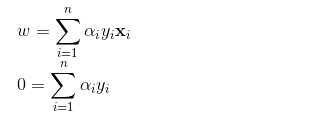 w = \sum_{i=1}^{n} \alpha_i y_i \mathbf{x}_i
0 = \sum_{i=1}^{n} \alpha_i y_i